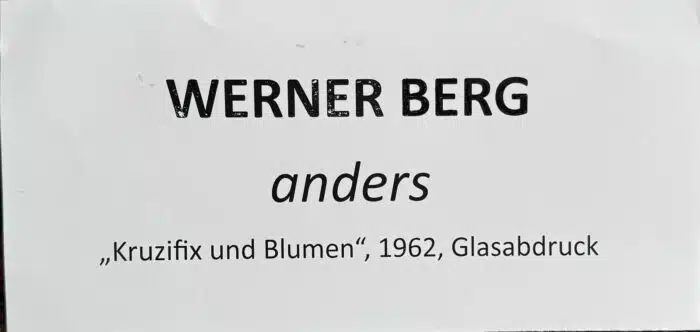 WERNER BERG
anders
„Kruzifix und Blumen“, 1962, Glasabdruck